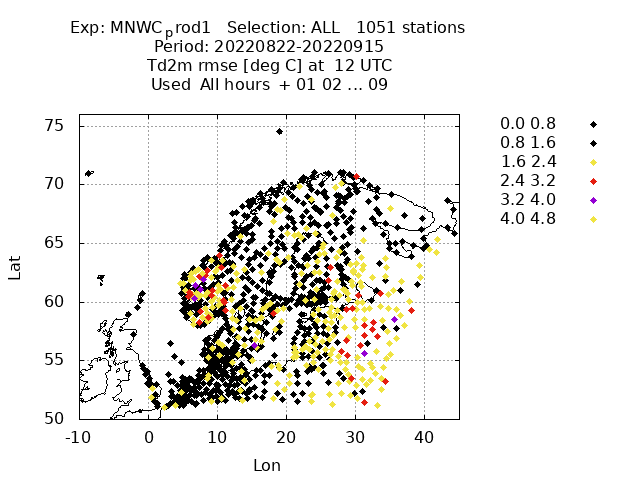 Exp: MNWCprod1 Selection: ALL 1051 stations
Period: 20220822-20220915
Td2m rmse [deg C] at 12 UTC
Used All hours + 01 02 ... 09
75
70
65
60
55
50
-10 0 10 20 30 40
Lat
Lon
0.0 0.8
0.8 1.6
1.6 2.4
2.4 3.2
3.2 4.0
4.0 4.8